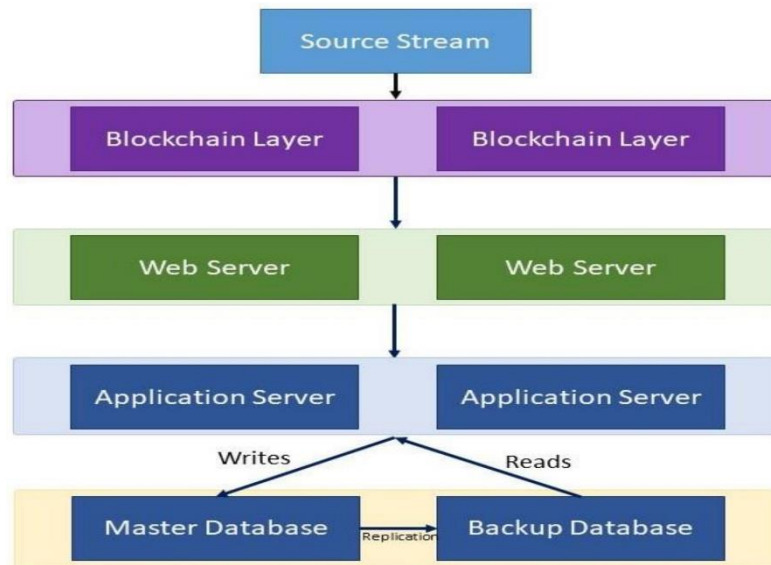 Source Stream
Blockchain Layer
Blockchain Layer
Web Server
Web Server
Application Server
Application Server
Writes
Reads
Master Database
Replication
Backup Database